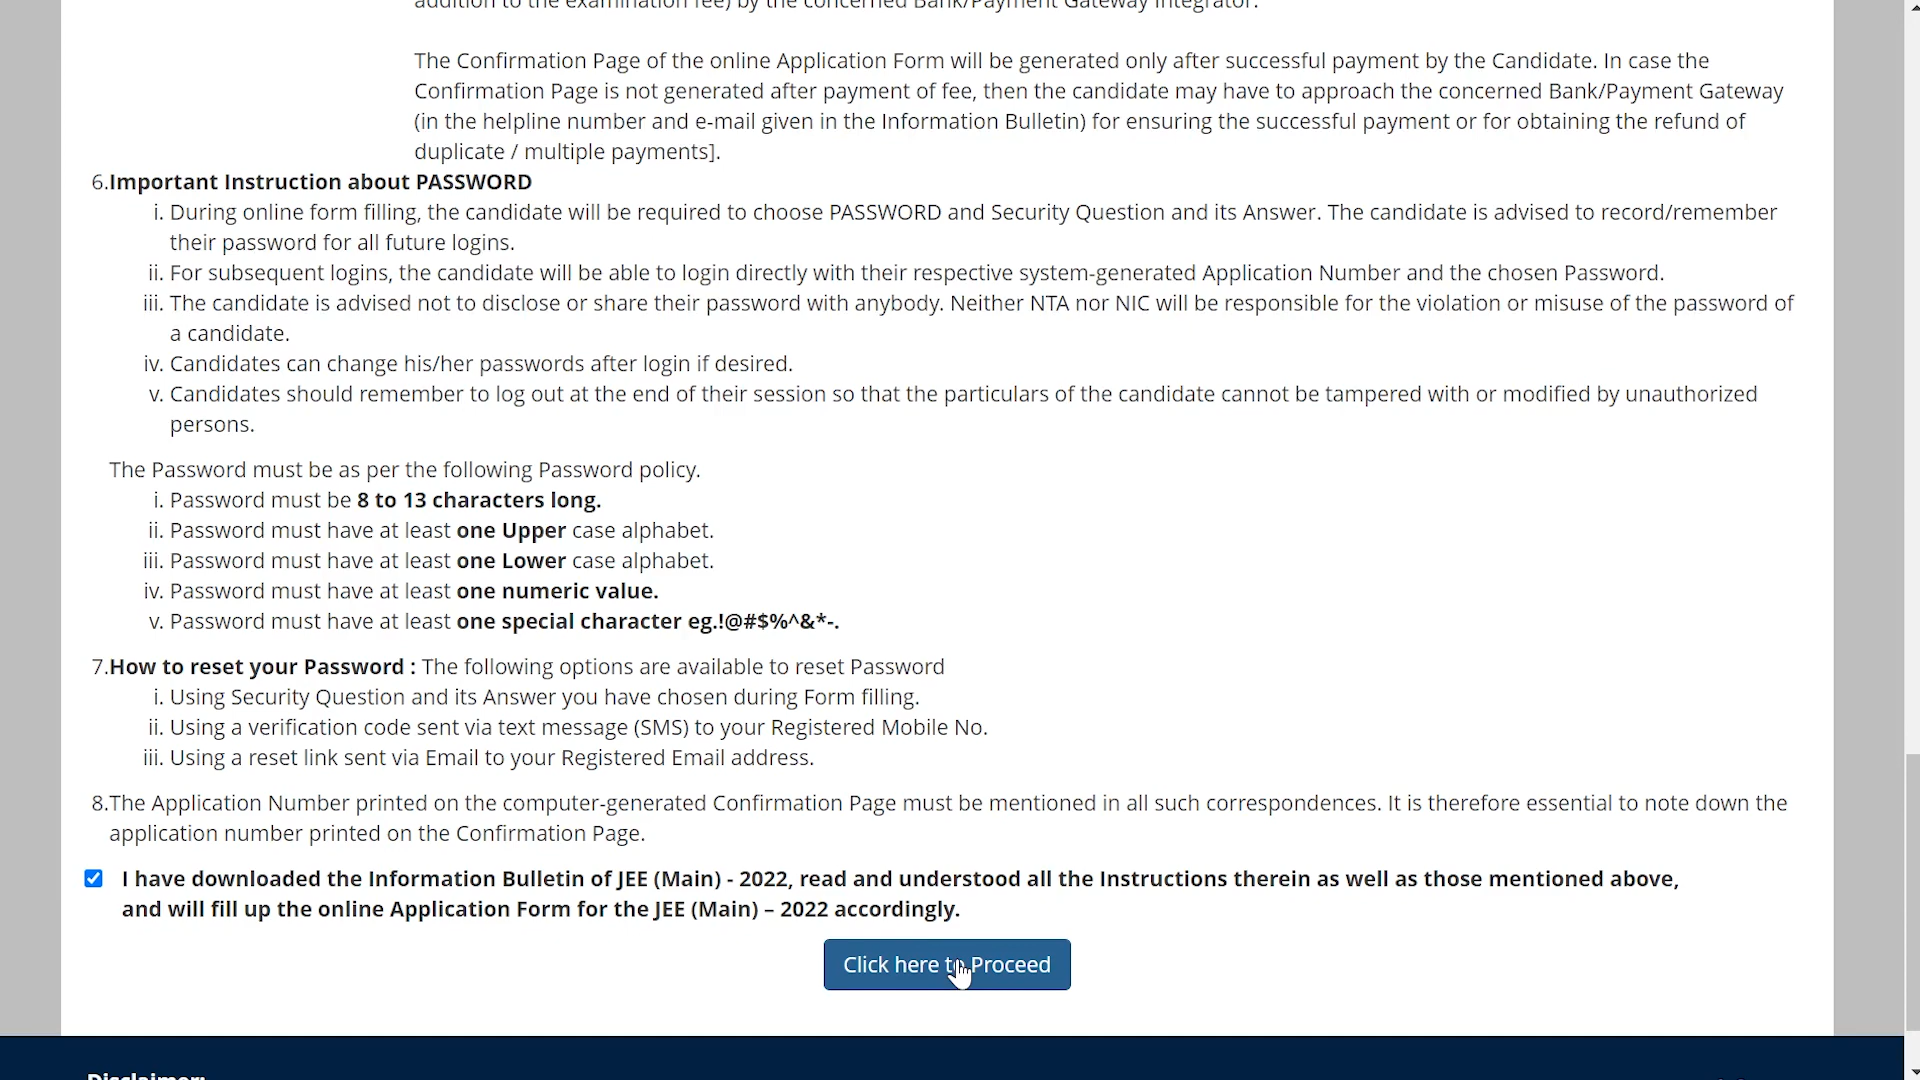 addition to the examination fee) by the concerned Bank/Payment Gateway Integrator.
The Confirmation Page of the online Application Form will be generated only after successful payment by the Candidate. In case the
Confirmation Page is not generated after payment of fee, then the candidate may have to approach the concerned Bank/Payment Gateway
(in the helpline number and e-mail given in the Information Bulletin) for ensuring the successful payment or for obtaining the refund of
duplicate / multiple payments].
6.Important Instruction about PASSWORD
i. During online form filling, the candidate will be required to choose PASSWORD and Security Question and its Answer. The candidate is advised to record/remember
their password for all future logins.
ii. For subsequent logins, the candidate will be able to login directly with their respective system-generated Application Number and the chosen Password.
iii. The candidate is advised not to disclose or share their password with anybody. Neither NTA nor NIC will be responsible for the violation or misuse of the password of
a candidate.
iv. Candidates can change his/her passwords after login if desired.
v. Candidates should remember to log out at the end of their session so that the particulars of the candidate cannot be tampered with or modified by unauthorized
persons.
The Password must be as per the following Password policy.
i. Password must be 8 to 13 characters long.
ii. Password must have at least one Upper case alphabet.
iii. Password must have at least one Lower case alphabet.
iv. Password must have at least one numeric value.
v. Password must have at least one special character eg.!@#$%^&*-.
7.How to reset your Password : The following options are available to reset Password
i. Using Security Question and its Answer you have chosen during Form filling.
ii. Using a verification code sent via text message (SMS) to your Registered Mobile No.
iii. Using a reset link sent via Email to your Registered Email address.
8.The Application Number printed on the computer-generated Confirmation Page must be mentioned in all such correspondences. It is therefore essential to note down the
application number printed on the Confirmation Page.
I have downloaded the Information Bulletin of JEE (Main) - 2022, read and understood all the Instructions therein as well as those mentioned above,
and will fill up the online Application Form for the JEE (Main) – 2022 accordingly.
Click here to Proceed
Disclaimer: